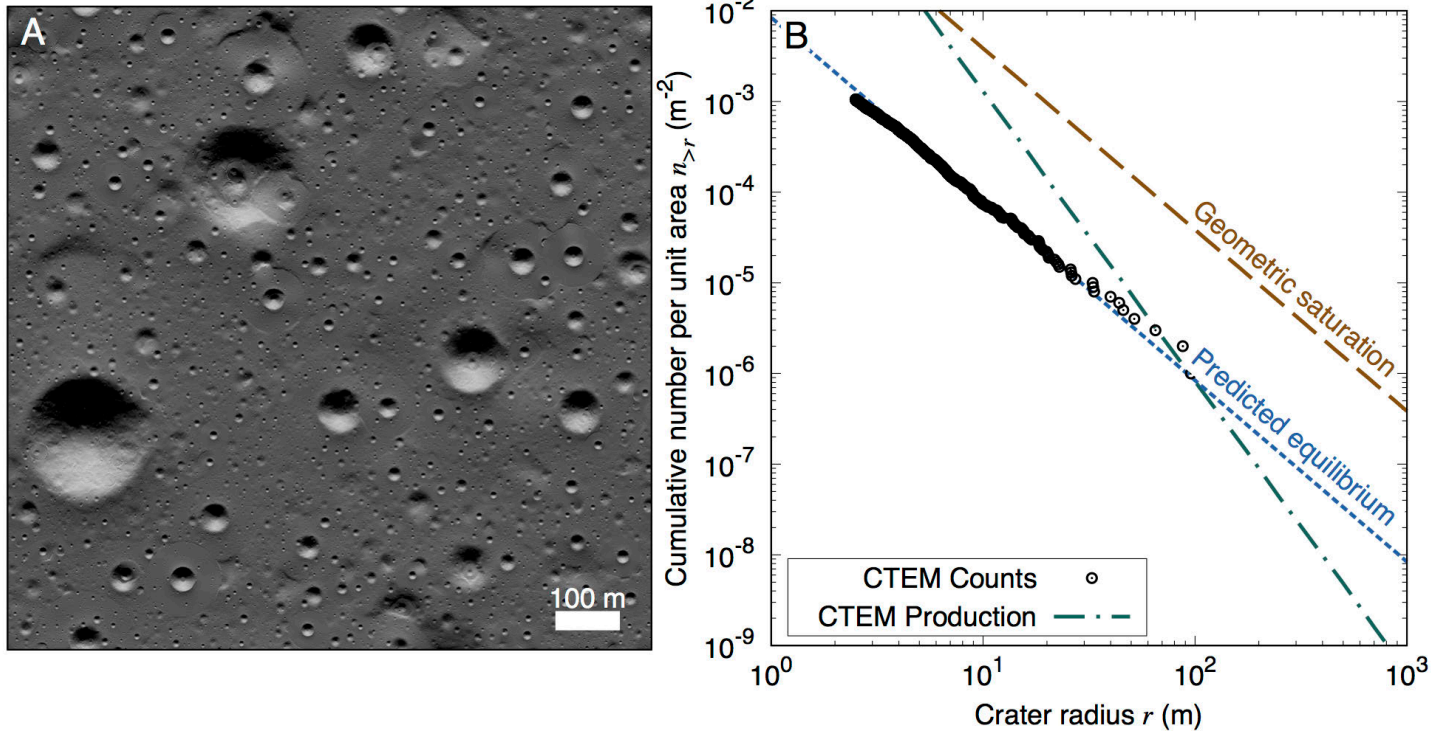 A
100 m
B
Cumulative number per unit area n>r (m-2)
10-2
10-3
10-4
10-5
10-6
10-7
10-8
10-9
Geometric saturation
Predicted equilibrium
CTEM Counts
CTEM Production
100
101
102
103
Crater radius r (m)